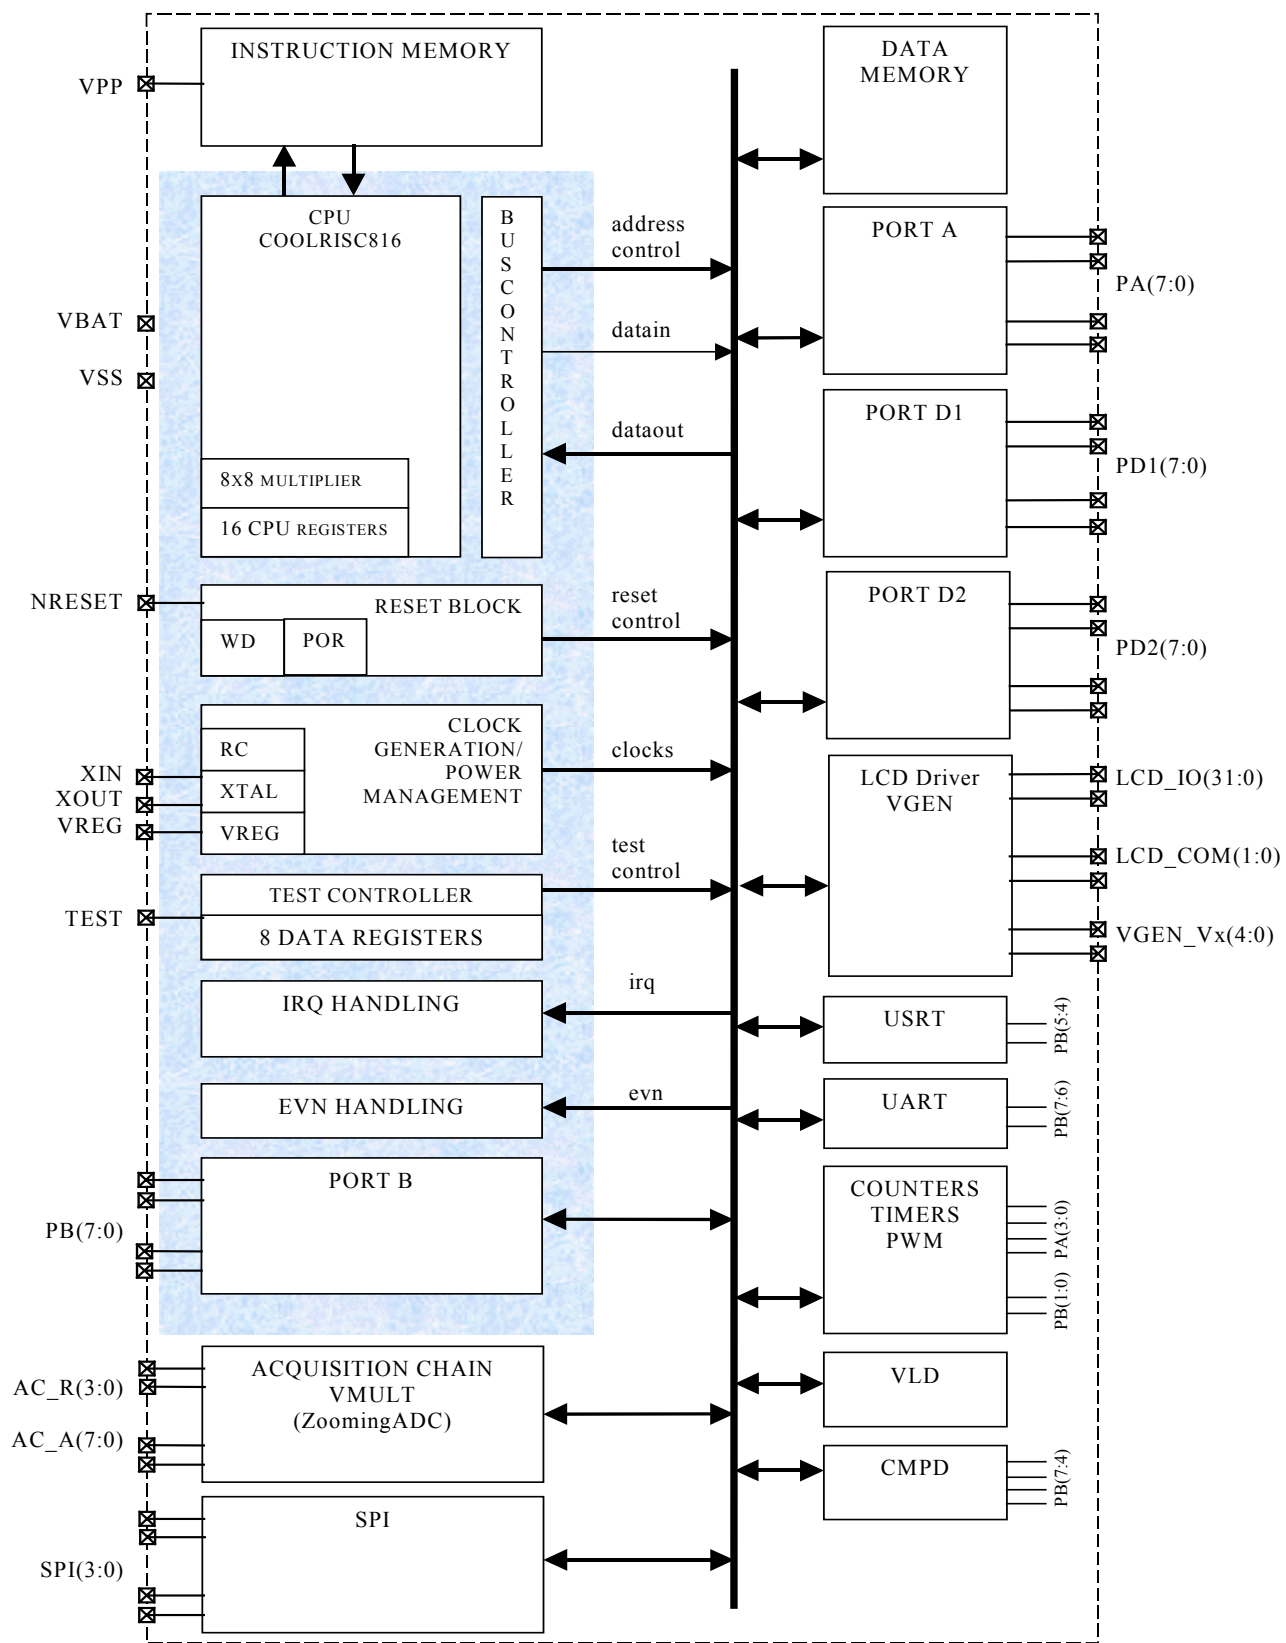 INSTRUCTION MEMORY
VPP
CPU
COOLRISC816
8X8 MULTIPLIER
16 CPU REGISTERS
BUSCONTROLLER
VBAT
VSS
address
control
datain
dataout
NRESET
RESET BLOCK
WD
POR
reset
control
CLOCK
GENERATION/
POWER
MANAGEMENT
RC
XTAL
VREG
XIN
XOUT
VREG
clocks
test
control
TEST
TEST CONTROLLER
8 DATA REGISTERS
IRQ HANDLING
irq
EVN HANDLING
evn
PORT B
PB(7:0)
ACQUISITION CHAIN
VMULT
(ZoomingADC)
AC_R(3:0)
AC_A(7:0)
SPI
SPI(3:0)
DATA
MEMORY
PORT A
PA(7:0)
PORT D1
PD1(7:0)
PORT D2
PD2(7:0)
LCD Driver
VGEN
LCD_IO(31:0)
LCD_COM(1:0)
VGEN_Vx(4:0)
USRT
PB(5:4)
UART
PB(7:6)
COUNTERS
TIMERS
PWM
PA(3:0)
PB(1:0)
VLD
CMPD
PB(7:4)